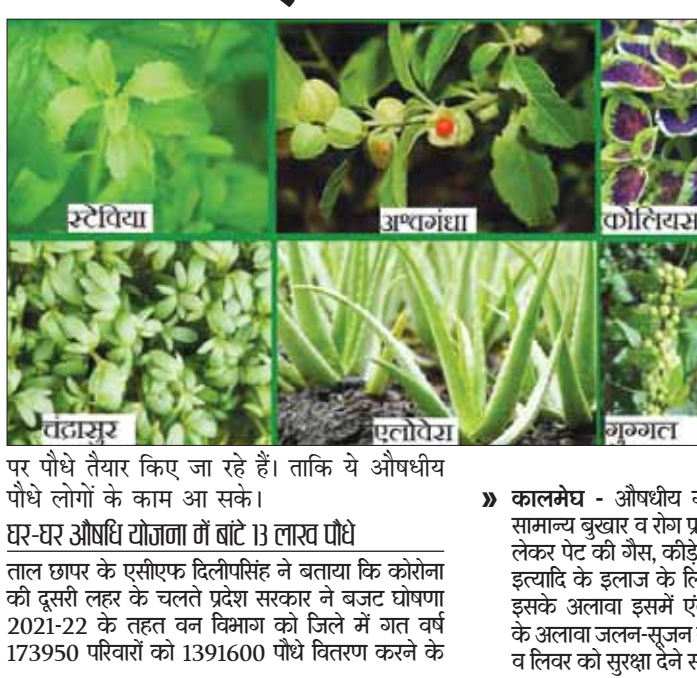 स्टेविया
अश्वगंधा
कोलियस
चंद्रासुर
एलोवेरा
गुग्गल
पर पौधे तैयार किए जा रहे हैं। ताकि ये औषधीय
पौधे लोगों के काम आ सके।
घर-घर औषधि योजना में बांटे 13 लाख पौधे
ताल छापर के एसीएफ दिलीपसिंह ने बताया कि कोरोना
की दूसरी लहर के चलते प्रदेश सरकार ने बजट घोषणा
2021-22 के तहत वन विभाग को जिले में गत वर्ष
173950 परिवारों को 1391600 पौधे वितरण करने के
» कालमेघ - औषधीय
सामान्य बुखार व रोग
लेकर पेट की गैस, कीड़े
इत्यादि के इलाज के
इसके अलावा इसमें
के अलावा जलन-सूजन
व लिवर को सुरक्षा देने